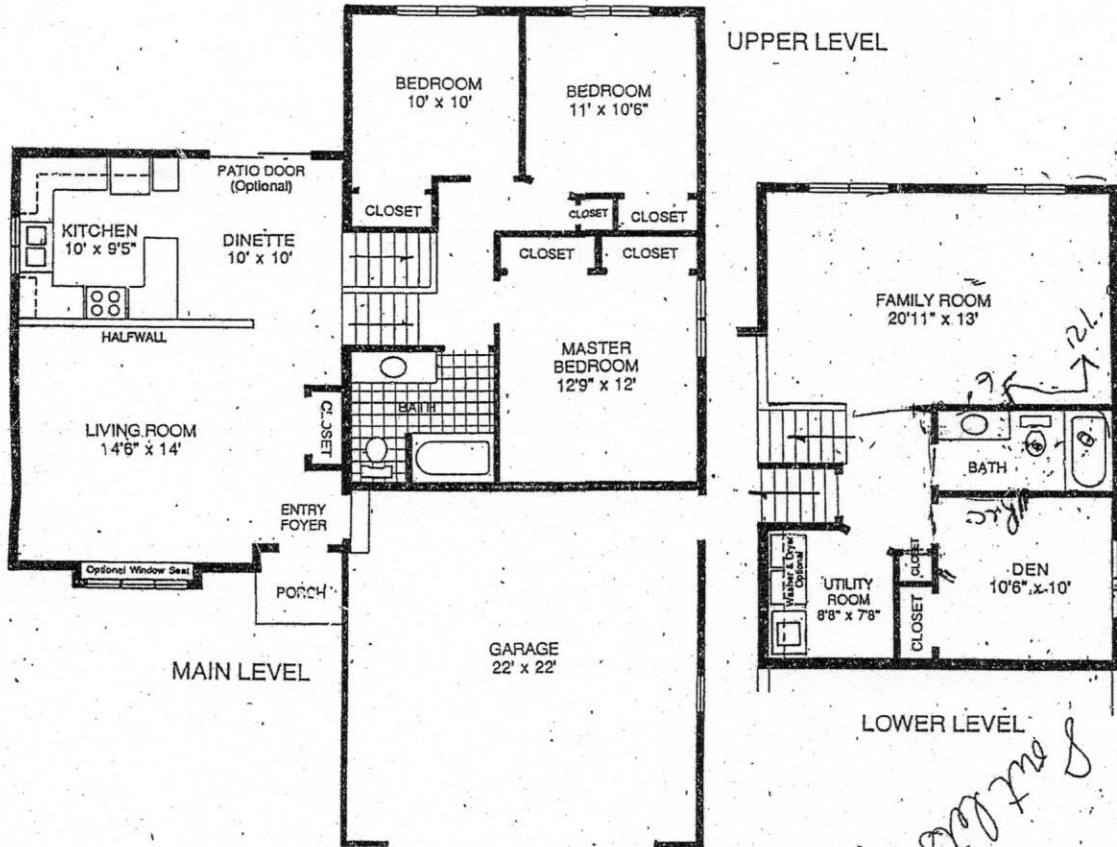 UPPER LEVEL
BEDROOM
10' x 10'
BEDROOM
11' x 10'6"
PATIO DOOR
(Optional)
CLOSET
CLOSET
CLOSET
KITCHEN
10' x 9'5"
DINETTE
10' x 10'
CLOSET
CLOSET
HALFWALL
MASTER
BEDROOM
12'9" x 12'
BATH
CLOSET
LIVING ROOM
14'6" x 14'
ENTRY
FOYER
Optional Window Seat
PORCH
MAIN LEVEL
GARAGE
22' x 22'
FAMILY ROOM
20'11" x 13'
12'
BATH
CLOSET
DEN
10'6" x 10'
Washer & Dryer
Optional
UTILITY
ROOM
8'8" x 7'8"
CLOSET
LOWER LEVEL